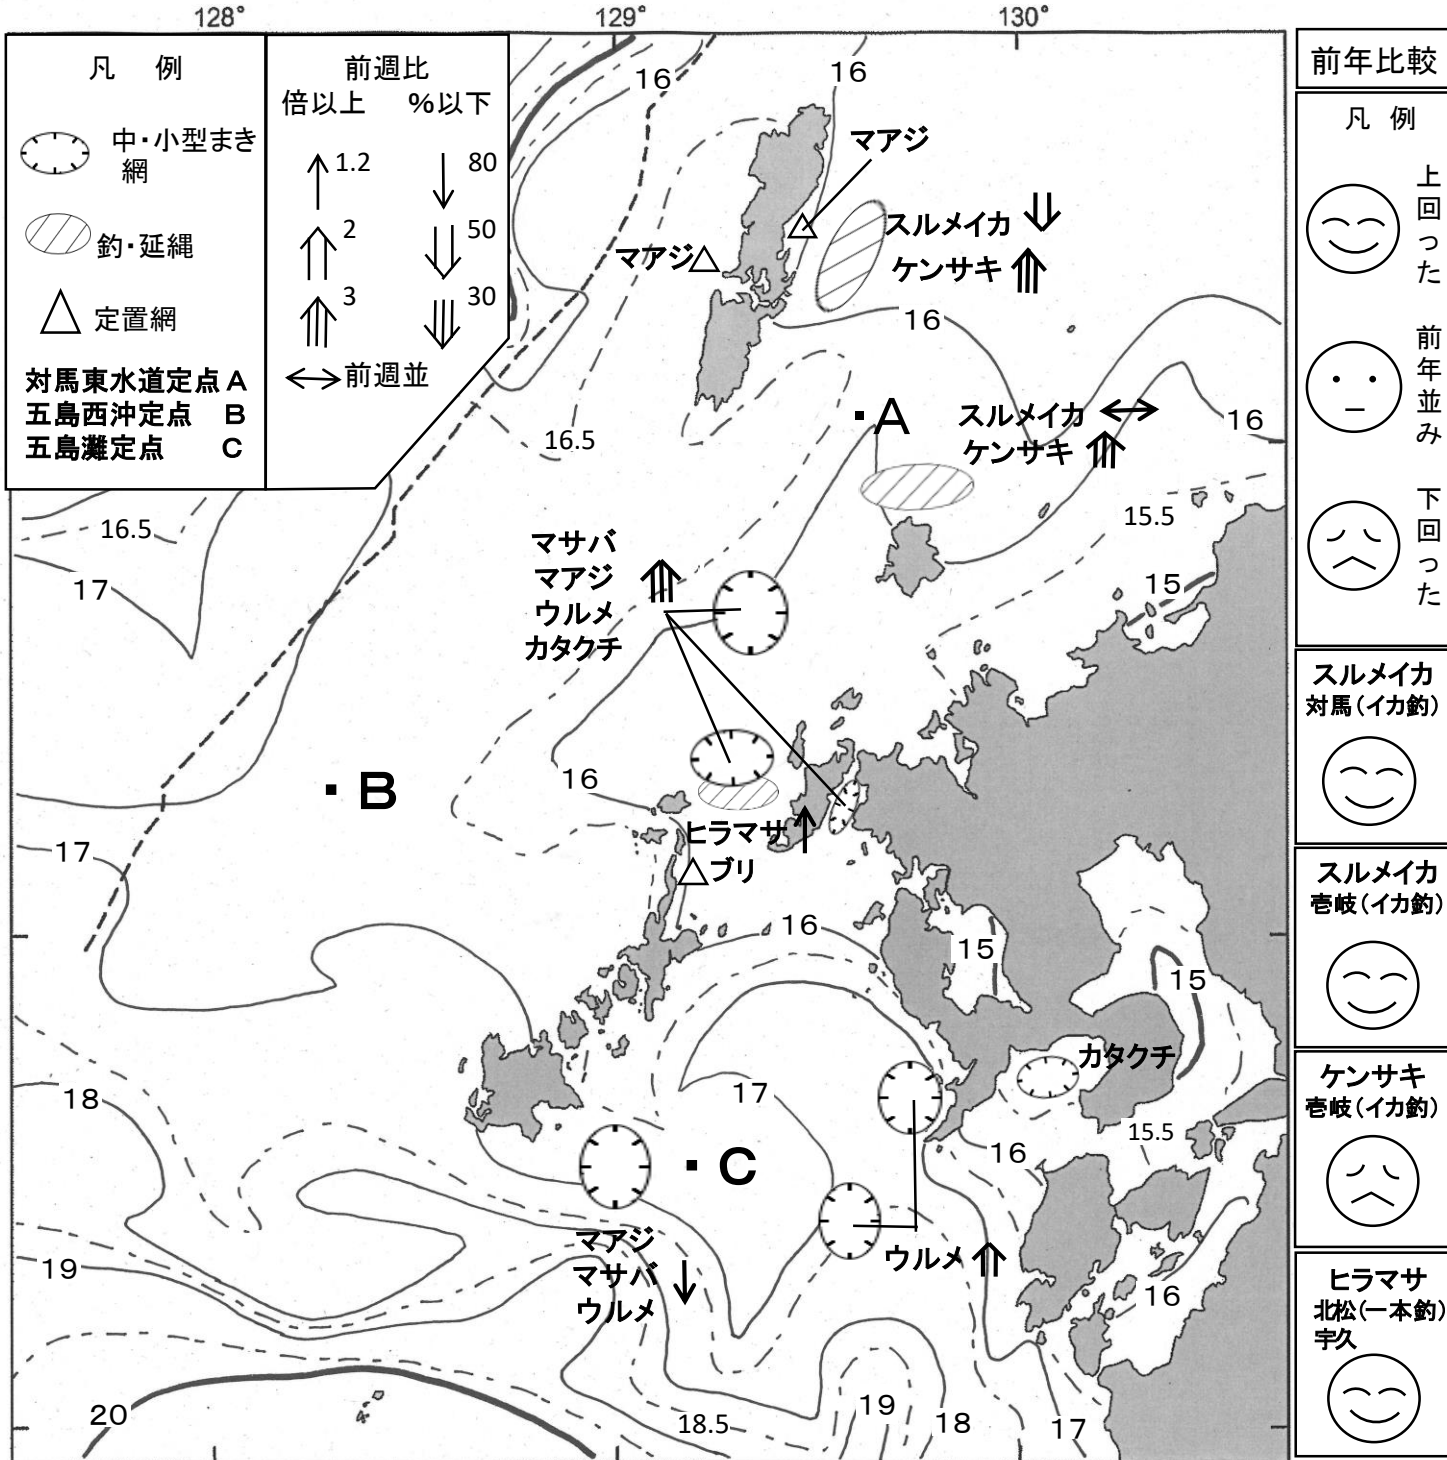 128°
129°
130°
凡 例
中・小型まき
網
釣・延縄
定置網
対馬東水道定点 A
五島西沖定点 B
五島灘定点 C
前週比
倍以上 %以下
1.2 80
2 50
3 30
前週並
16
16
マアジ
マアジ
スルメイカ
ケンサキ
16
A
スルメイカ
ケンサキ
16
16.5
16.5
15.5
15
17
マサバ
マアジ
ウルメ
カタクチ
B
16
17
ヒラマサ
ブリ
16
15
15
カタクチ
18
17
15.5
16
C
マアジ
マサバ
ウルメ
ウルメ
19
16
20
18.5
19
18
17
前年比較
凡 例
上回った
前年並み
下回った
スルメイカ
対馬(イカ釣)
スルメイカ
壱岐(イカ釣)
ケンサキ
壱岐(イカ釣)
ヒラマサ
北松(一本釣)
宇久